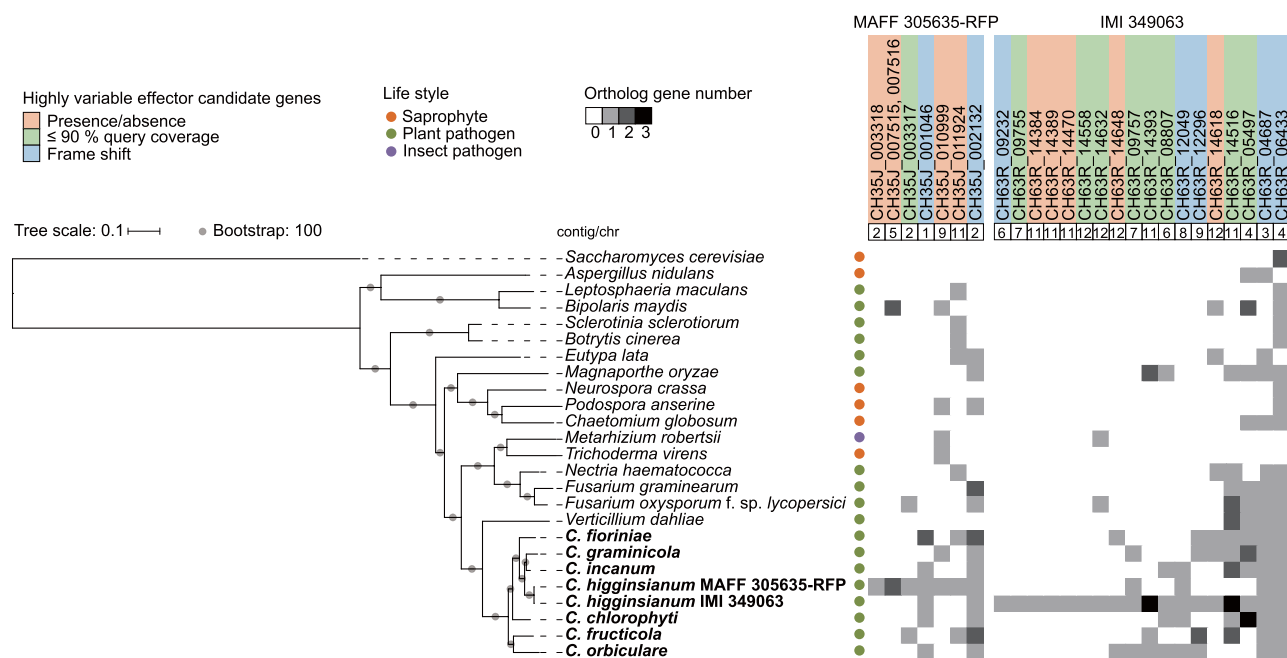 MAFF 305635-RFP
IMI 349063
Highly variable effector candidate genes
Presence/absence
≤ 90 % query coverage
Frame shift
Life style
Saprophyte
Plant pathogen
Insect pathogen
Ortholog gene number
0 1 2 3
CH35J_003318
CH35J_007515, 007516
CH35J_003317
CH35J_001046
CH35J_010999
CH35J_011924
CH35J_002132
CH63R_09232
CH63R_09755
CH63R_14384
CH63R_14389
CH63R_14470
CH63R_14558
CH63R_14632
CH63R_14648
CH63R_09757
CH63R_14393
CH63R_08807
CH63R_12049
CH63R_12296
CH63R_14618
CH63R_14516
CH63R_05497
CH63R_04687
CH63R_06433
Tree scale: 0.1
Bootstrap: 100
contig/chr
2 5 2 1 9 11 2
6 7 11 11 11 12 12 12 7 11 6 8 9 12 11 4 3 4
Saccharomyces cerevisiae
Aspergillus nidulans
Leptosphaeria maculans
Bipolaris maydis
Sclerotinia sclerotiorum
Botrytis cinerea
Eutypa lata
Magnaporthe oryzae
Neurospora crassa
Podospora anserine
Chaetomium globosum
Metarhizium robertsii
Trichoderma virens
Nectria haematococca
Fusarium graminearum
Fusarium oxysporum f. sp. lycopersici
Verticillium dahliae
C. fioriniae
C. graminicola
C. incanum
C. higginsianum MAFF 305635-RFP
C. higginsianum IMI 349063
C. chlorophyti
C. fructicola
C. orbiculare